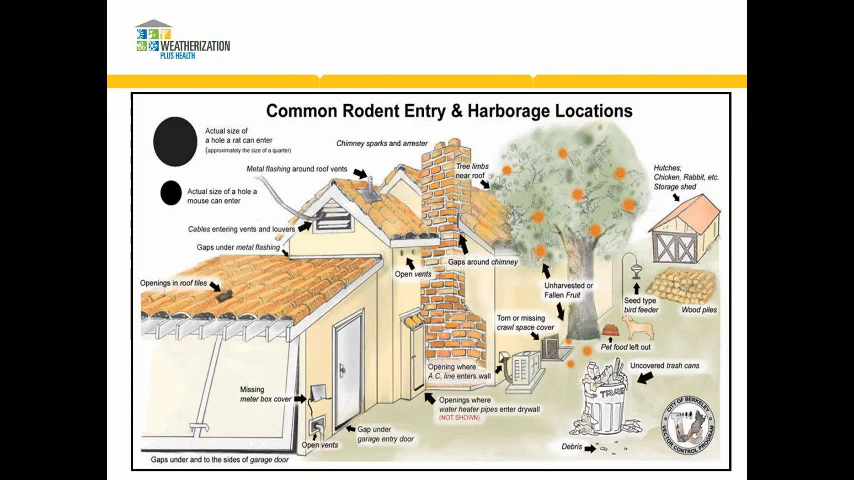 WEATHERIZATION
PLUS HEALTH
Common Rodent Entry & Harborage Locations
Actual size of
a hole a rat can enter
(approximately the size of a quarter)
Chimney sparks and arrester
Metal flashing around roof vents
Tree limbs
near roof
Hutches;
Chicken, Rabbit, etc.
Storage shed
Actual size of a hole a
mouse can enter
Cables entering vents and louvers
Gaps under metal flashing
Gaps around chimney
Open vents
Openings in roof tiles
Unharvested or
Fallen Fruit
Seed type
bird feeder
Wood piles
Torn or missing
crawl space cover
Pet food left out
Opening where
A.C. line enters wall
Uncovered trash cans
TRASH
Missing
meter box cover
Openings where
water heater pipes enter drywall
(NOT SHOWN)
CITY OF BERKELEY
VECTOR CONTROL PROGRAM
Gap under
garage entry door
Open vents
Debris
Gaps under and to the sides of garage door